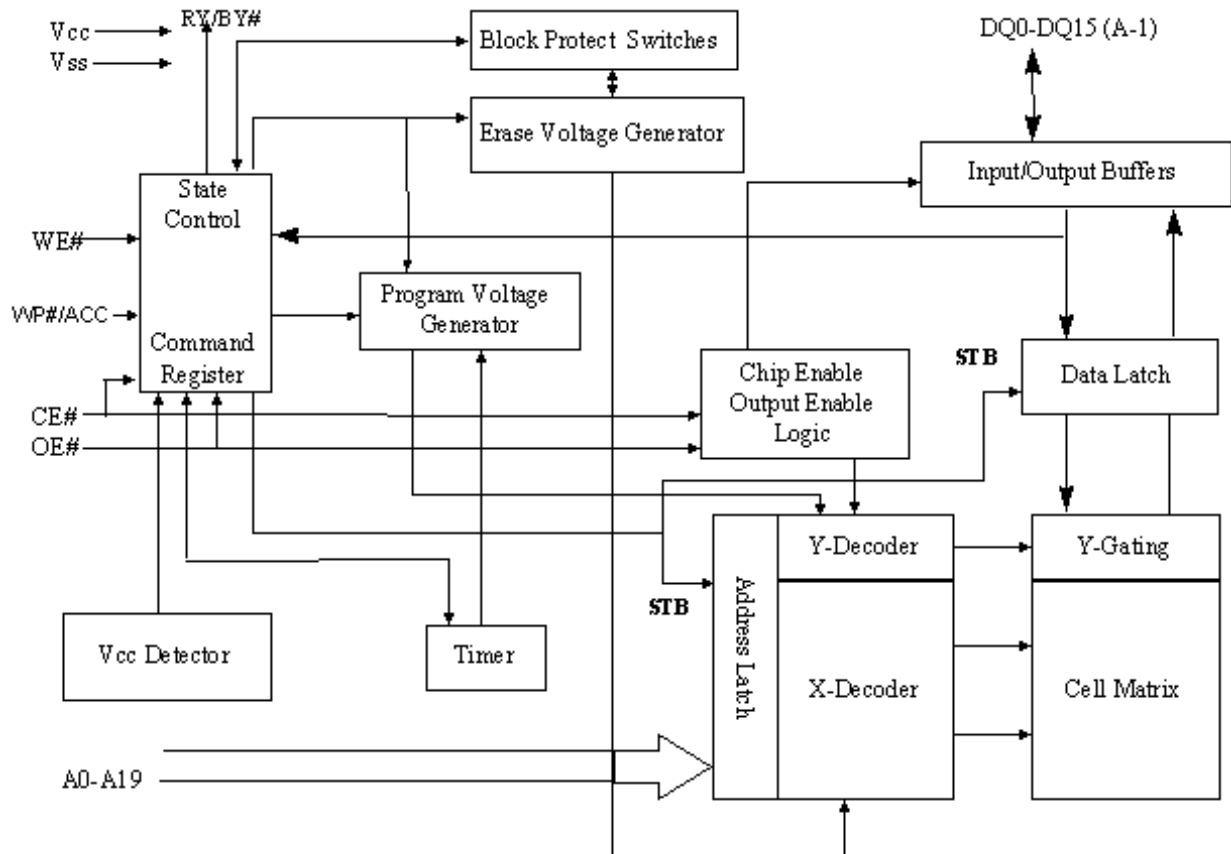 RY/BY#
Vcc
Vss
Block Protect Switches
DQ0-DQ15 (A-1)
Erase Voltage Generator
Input/Output Buffers
State
Control
WE#
WP#/ACC
Program Voltage
Generator
Command
Register
STB
Chip Enable
Output Enable
Logic
Data Latch
CE#
OE#
Y-Decoder
Y-Gating
Address Latch
STB
Vcc Detector
Timer
X-Decoder
Cell Matrix
A0-A19